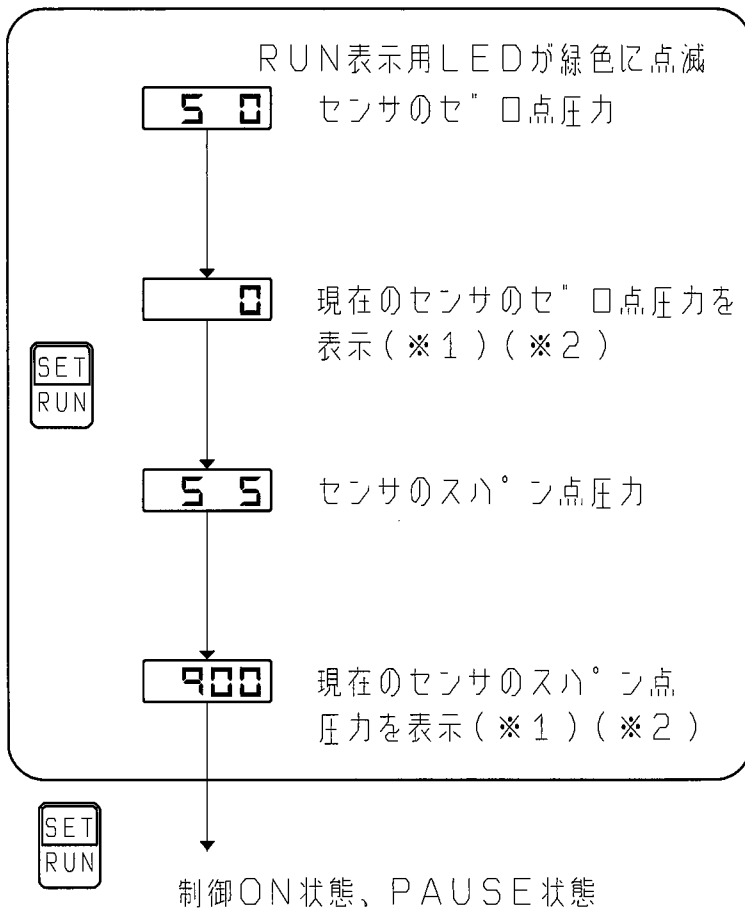 RUN表示用LEDが緑色に点滅
5 0
センサのゼロ点圧力
0
現在のセンサのゼロ点圧力を
表示(※1)(※2)
SET
RUN
5 5
センサのスパン点圧力
900
現在のセンサのスパン点
圧力を表示(※1)(※2)
SET
RUN
制御ON状態、PAUSE状態